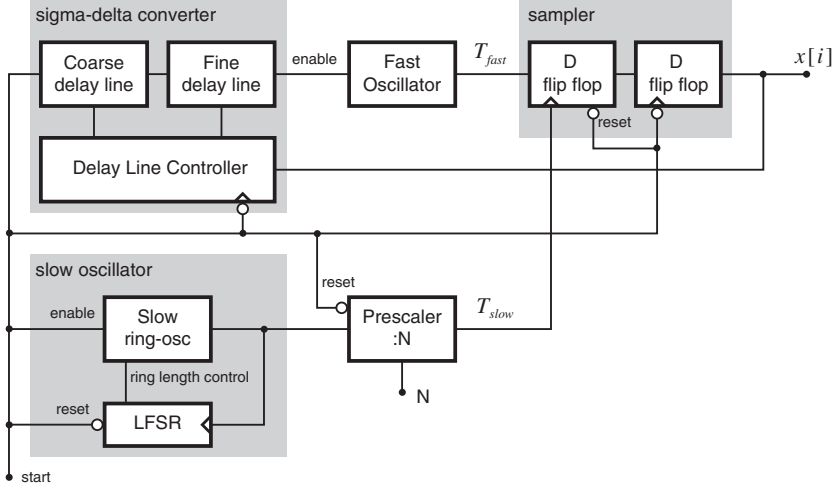 sigma-delta converter
sampler
Coarse
delay line
Fine
delay line
enable
Fast
Oscillator
T_fast
D
flip flop
D
flip flop
x[i]
reset
Delay Line Controller
slow oscillator
enable
Slow
ring-osc
reset
Prescaler
:N
T_slow
ring length control
N
reset
LFSR
start